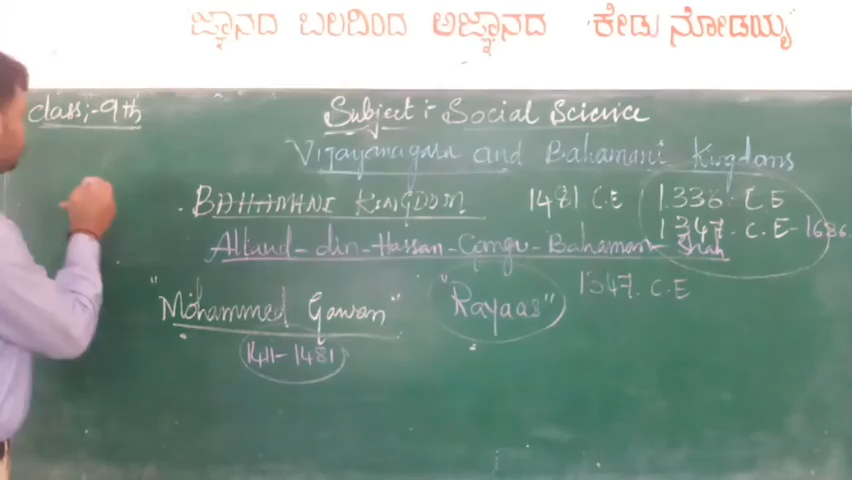 ಜ್ಞಾನದ ಬಲದಿಂದ ಅಜ್ಞಾನದ ಕೇಡು ನೋಡಯ್ಯ
class:-9th
Subject:- Social Science
Vijayanagara and Bahamani Kingdoms
BAHAMANI KINGDOM 1481 C.E 1336. C.E
1347. C.E-1686.
Allaud-din-Hassan-Gangu-Bahaman-Shah
"Mohammed Gawan" "Rayaas" 1347. C.E
1411-1481